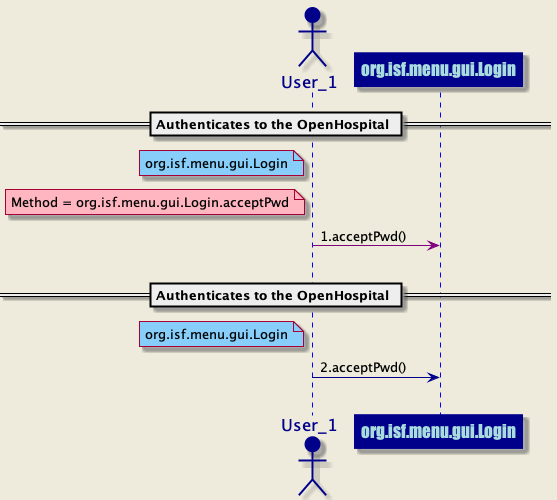 User_1
org.isf.menu.gui.Login
Authenticates to the OpenHospital
org.isf.menu.gui.Login
Method = org.isf.menu.gui.Login.acceptPwd
1.acceptPwd()
Authenticates to the OpenHospital
org.isf.menu.gui.Login
2.acceptPwd()
User_1
org.isf.menu.gui.Login